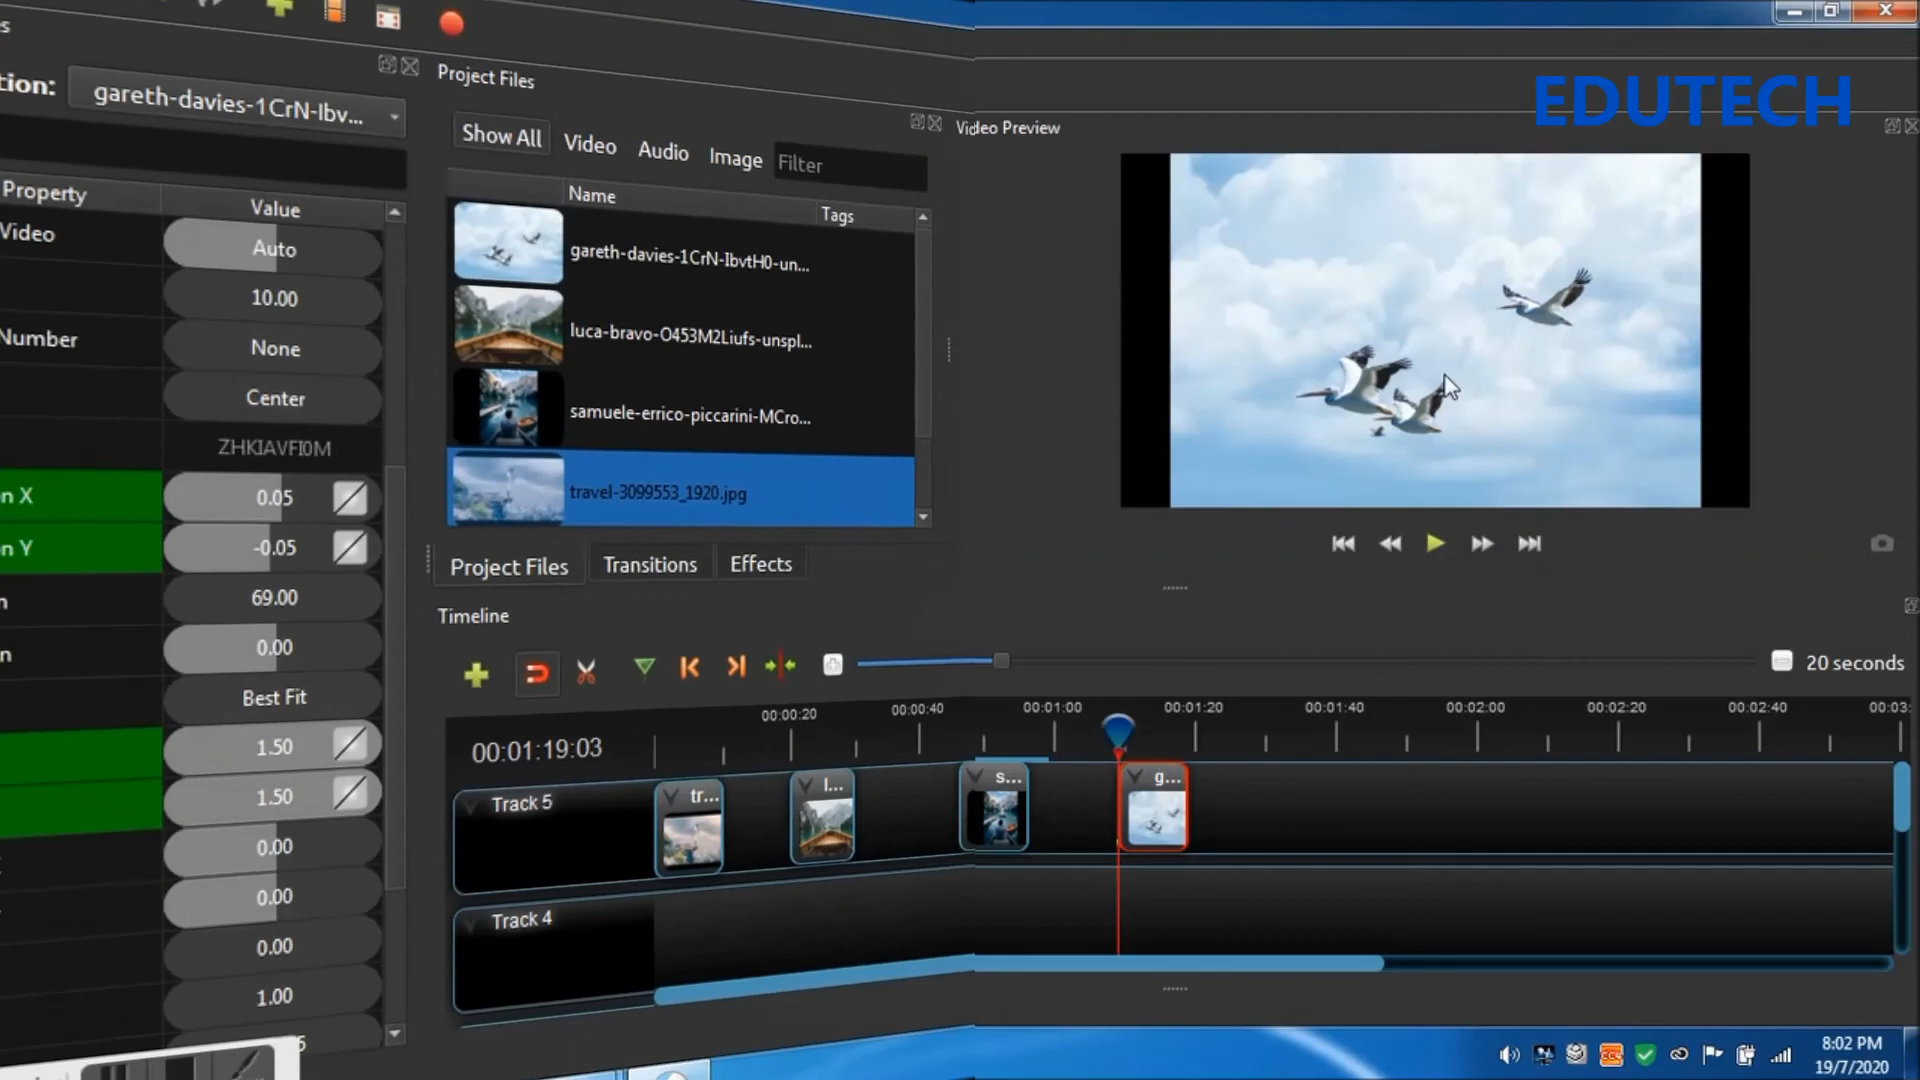 EDUTECH
tion:
gareth-davies-1CrN-Ibv...
Property
Value
Video
Auto
10.00
Number
None
Center
ZHKIAVFI0M
on X
0.05
on Y
-0.05
69.00
0.00
Best Fit
1.50
1.50
0.00
0.00
0.00
1.00
Project Files
Show All
Video
Audio
Image
Filter
Name
Tags
gareth-davies-1CrN-IbvtH0-un...
luca-bravo-O453M2Liufs-unspl...
samuele-errico-piccarini-MCro...
travel-3099553_1920.jpg
Project Files
Transitions
Effects
Video Preview
Timeline
20 seconds
00:01:19:03
00:00:20
00:00:40
00:01:00
00:01:20
00:01:40
00:02:00
00:02:20
00:02:40
00:03:
Track 5
tr...
l...
s...
g...
Track 4
8:02 PM
19/7/2020